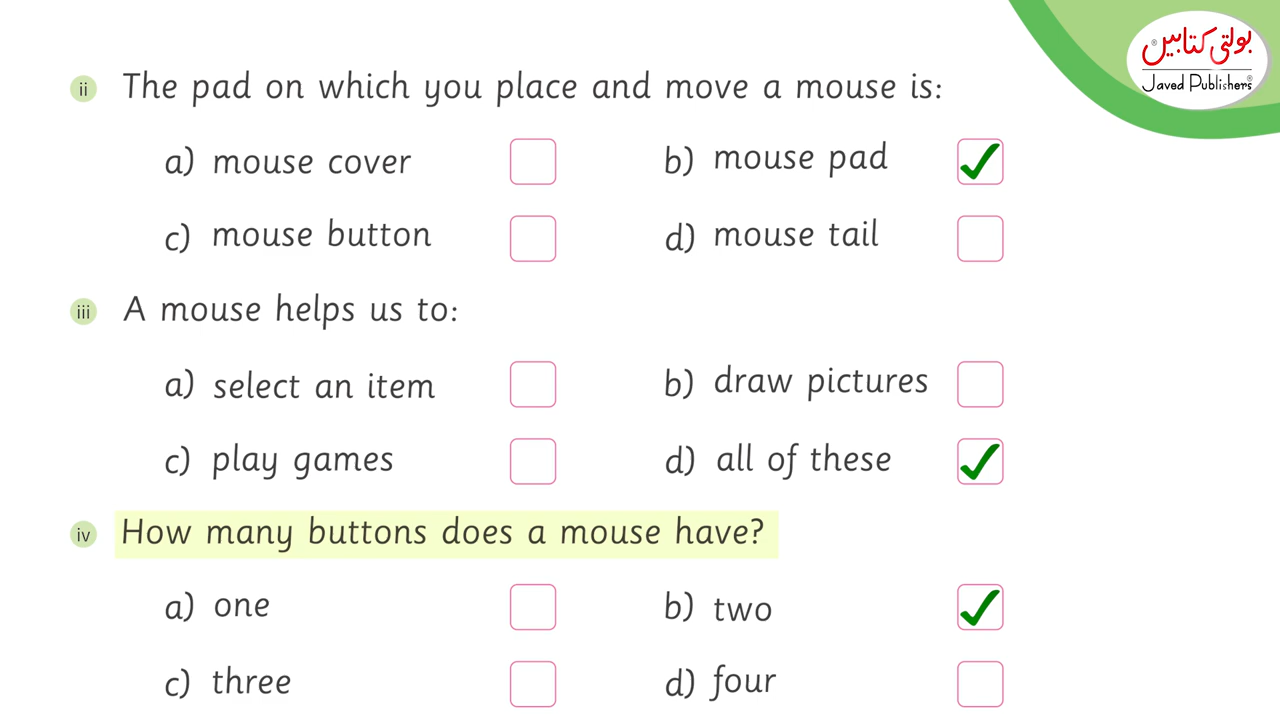 بولتی کتابیں®
Javed Publishers®
ii The pad on which you place and move a mouse is:
a) mouse cover b) mouse pad ✓
c) mouse button d) mouse tail
iii A mouse helps us to:
a) select an item b) draw pictures
c) play games d) all of these ✓
iv How many buttons does a mouse have?
a) one b) two ✓
c) three d) four